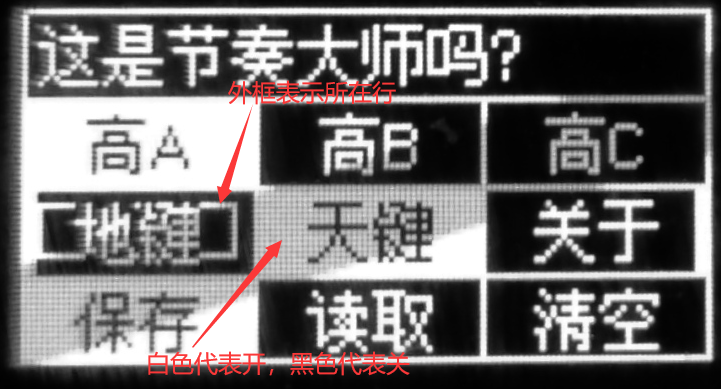 这是节奏大师吗?
外框表示所在行
高A 高B 高C
地键 天键 关于
保存 读取 清空
白色代表开，黑色代表关